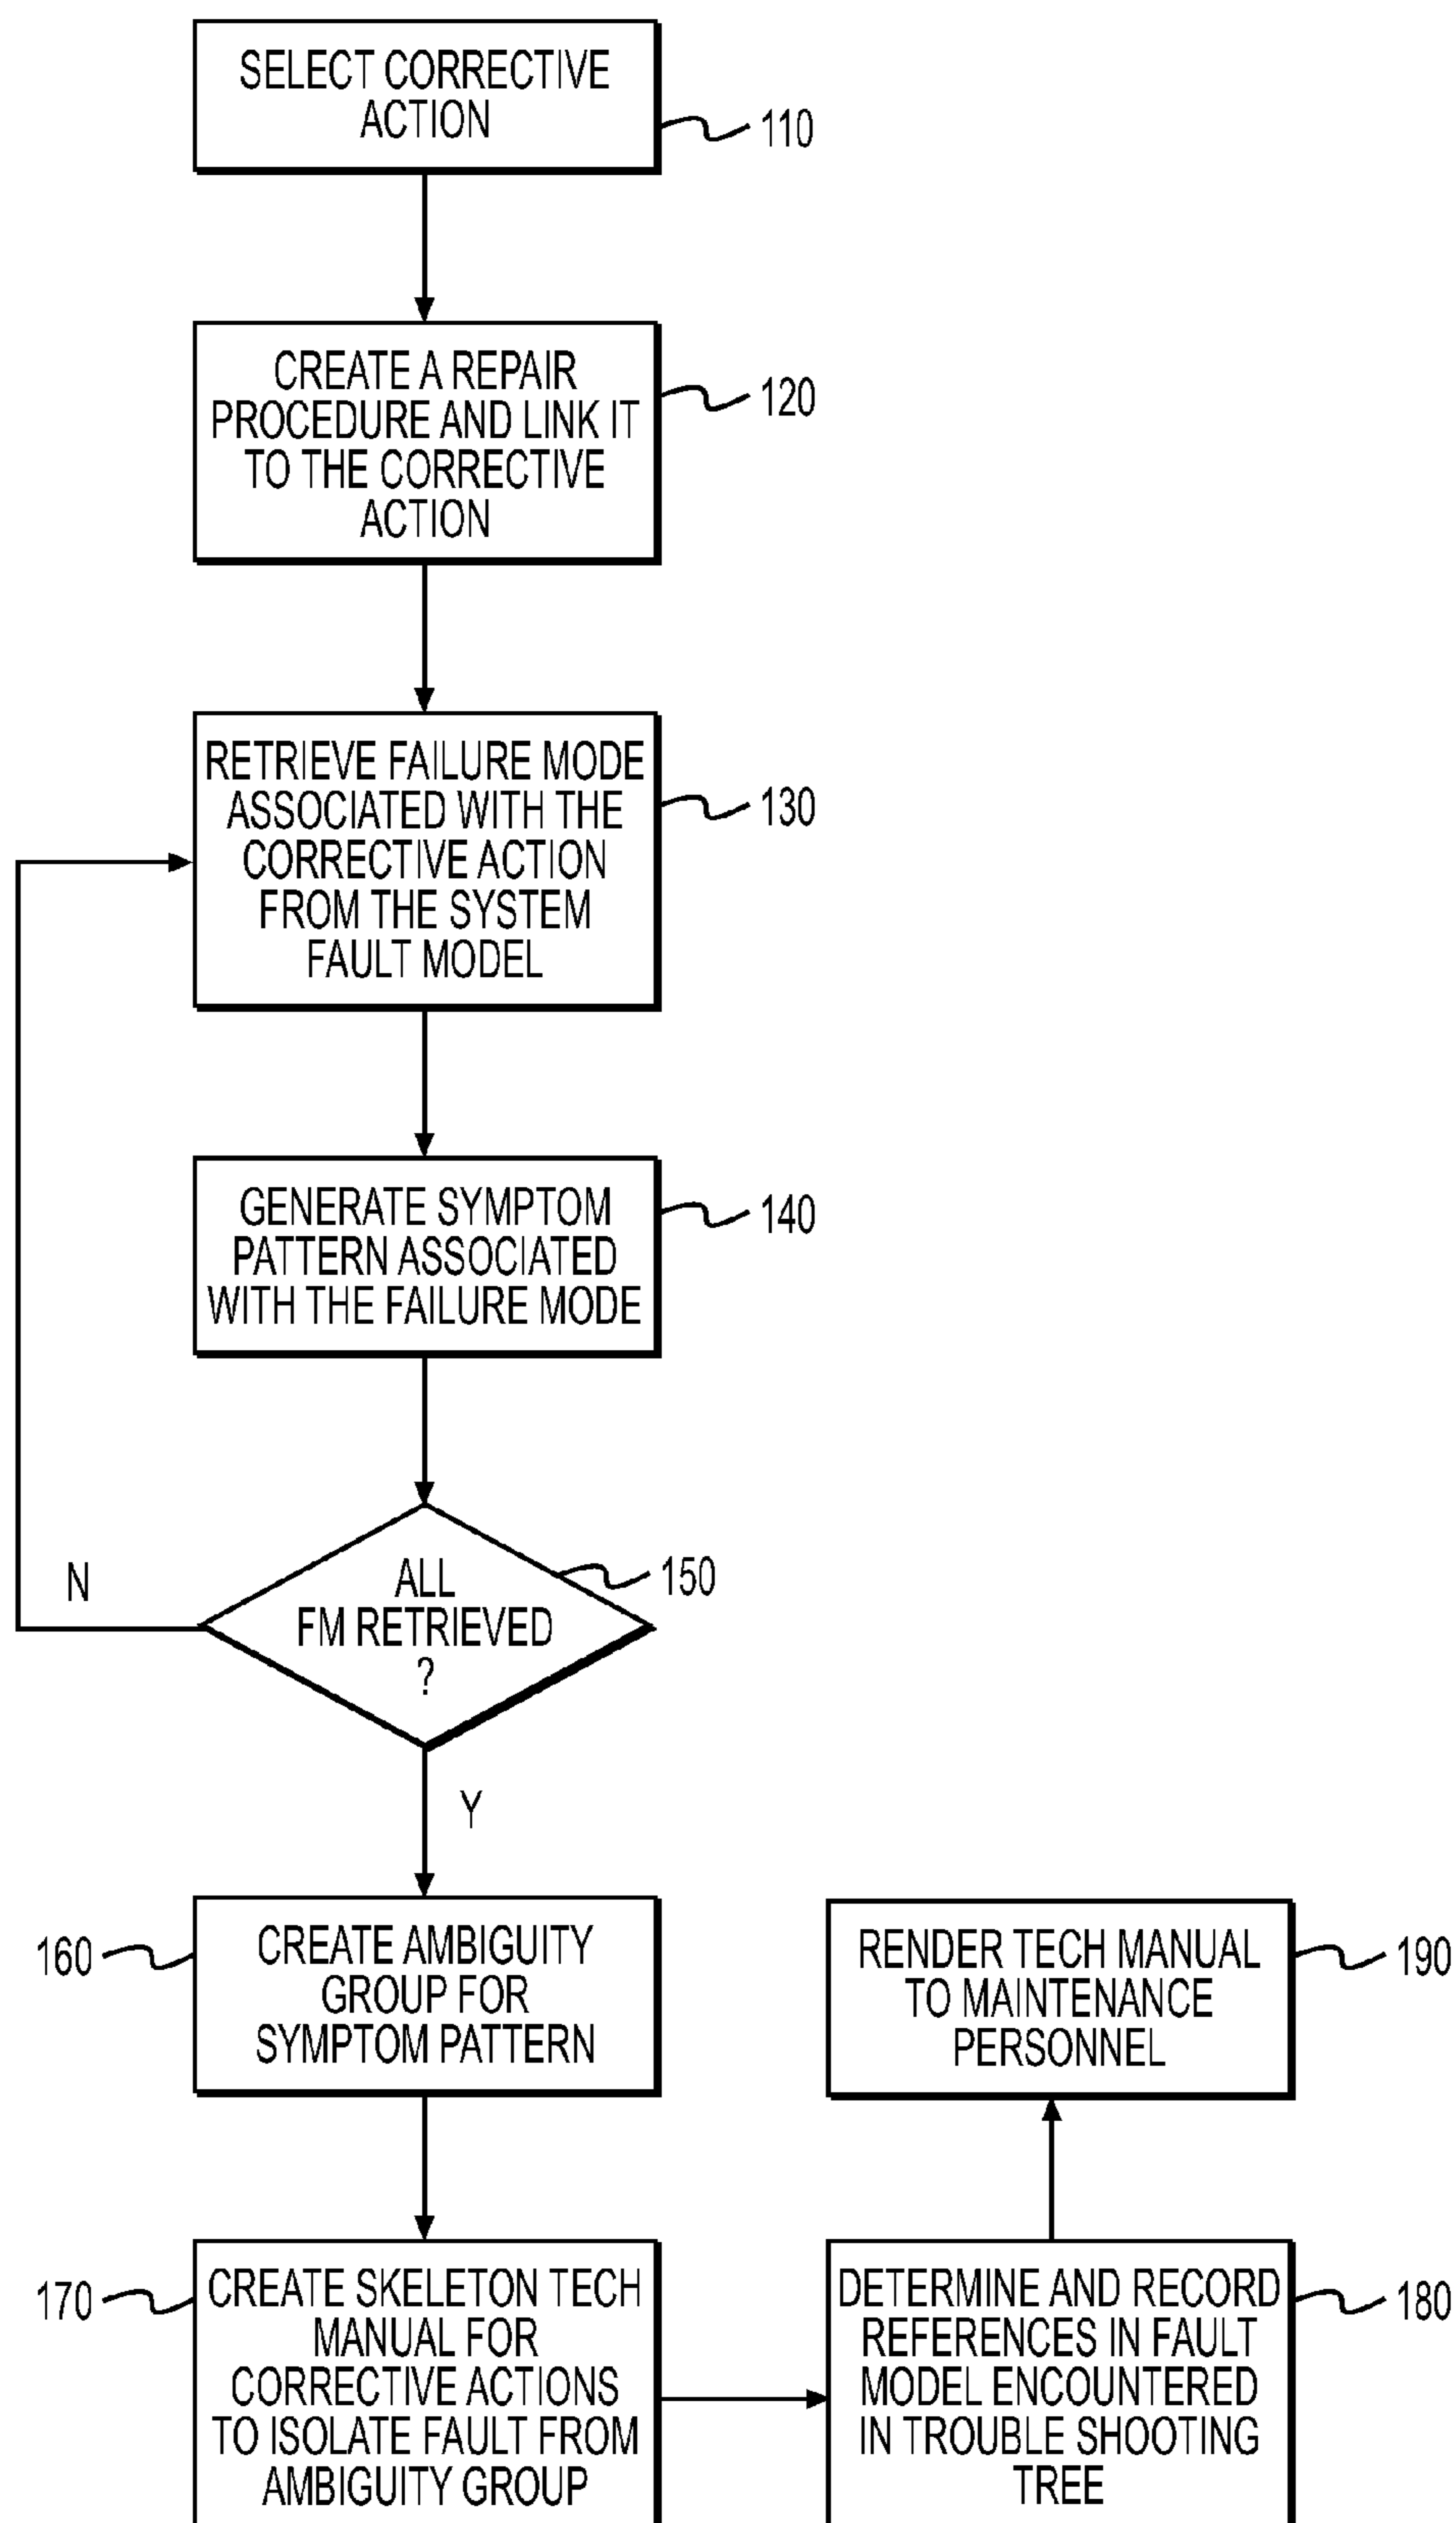 SELECT CORRECTIVE
ACTION
110
CREATE A REPAIR
PROCEDURE AND LINK IT
TO THE CORRECTIVE
ACTION
120
RETRIEVE FAILURE MODE
ASSOCIATED WITH THE
CORRECTIVE ACTION
FROM THE SYSTEM
FAULT MODEL
130
GENERATE SYMPTOM
PATTERN ASSOCIATED
WITH THE FAILURE MODE
140
ALL
FM RETRIEVED
?
150
N
Y
160
CREATE AMBIGUITY
GROUP FOR
SYMPTOM PATTERN
170
CREATE SKELETON TECH
MANUAL FOR
CORRECTIVE ACTIONS
TO ISOLATE FAULT FROM
AMBIGUITY GROUP
DETERMINE AND RECORD
REFERENCES IN FAULT
MODEL ENCOUNTERED
IN TROUBLE SHOOTING
TREE
180
RENDER TECH MANUAL
TO MAINTENANCE
PERSONNEL
190